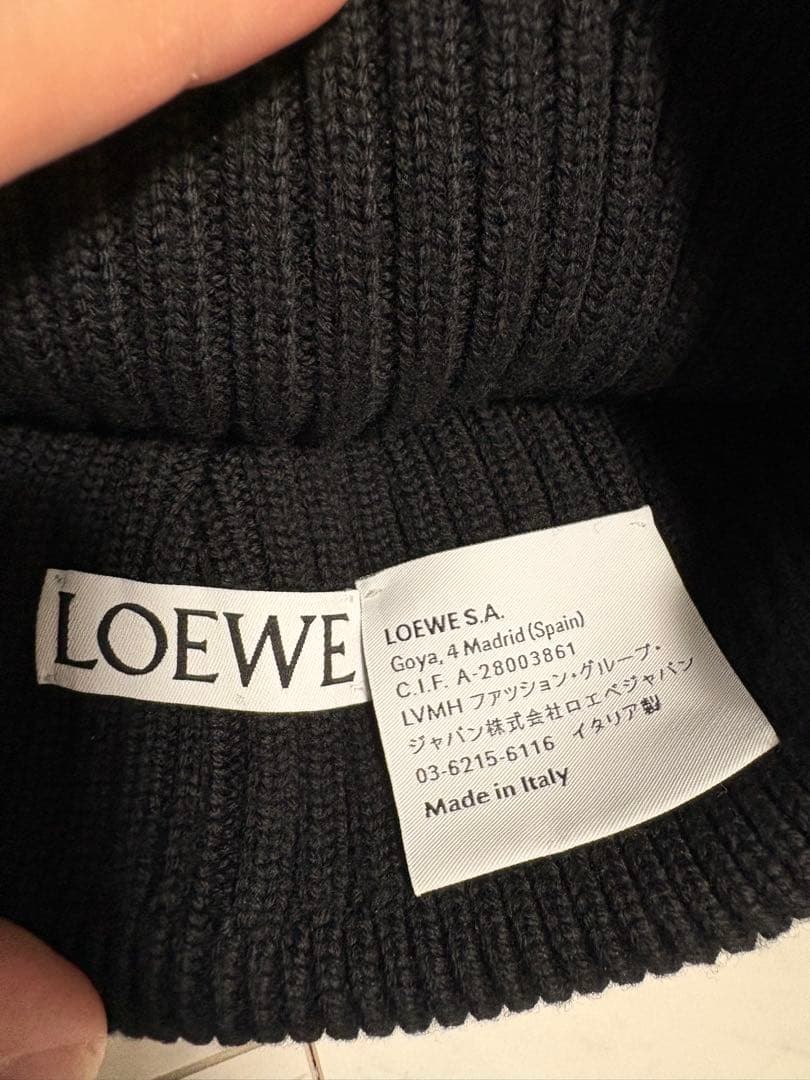 LOEWE
LOEWE S.A.
Goya, 4 Madrid (Spain)
C.I.F. A-28003861
LVMH ファッション・グループ・
ジャパン株式会社ロエベジャパン
03-6215-6116 イタリア製
Made in Italy